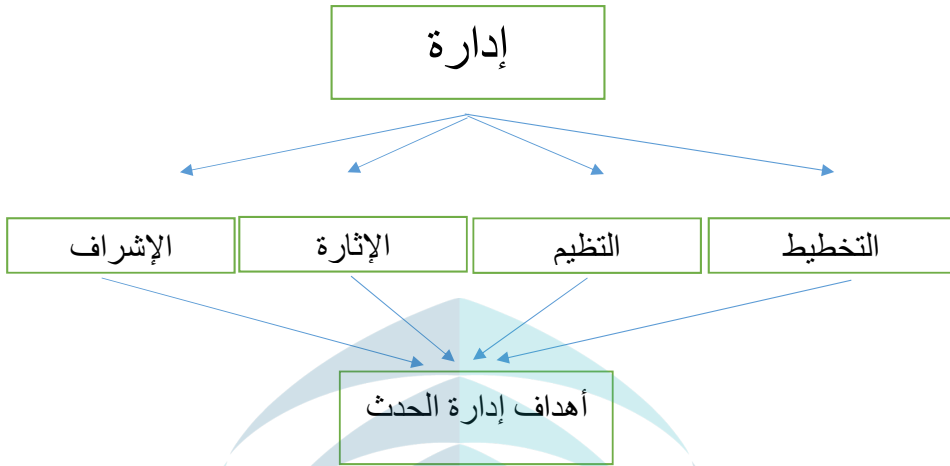 إدارة
التخطيط
التظيم
الإثارة
الإشراف
أهداف إدارة الحدث